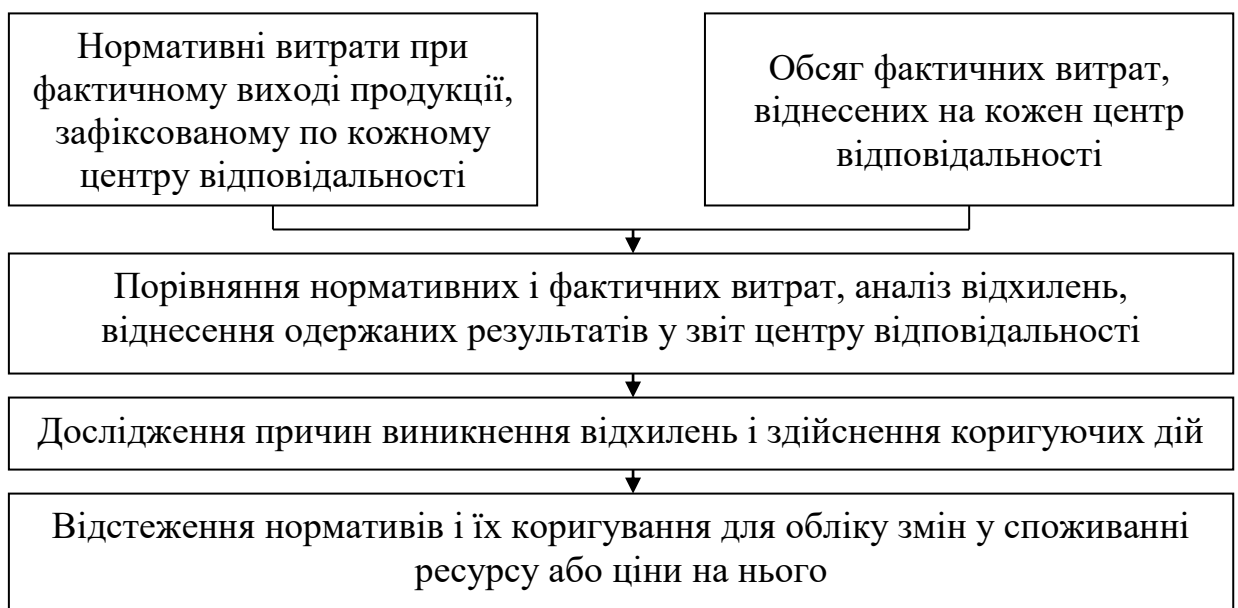 Нормативні витрати при
фактичному виході продукції,
зафіксованому по кожному
центру відповідальності
Обсяг фактичних витрат,
віднесених на кожен центр
відповідальності
Порівняння нормативних і фактичних витрат, аналіз відхилень,
віднесення одержаних результатів у звіт центру відповідальності
Дослідження причин виникнення відхилень і здійснення коригуючих дій
Відстеження нормативів і їх коригування для обліку змін у споживанні
ресурсу або ціни на нього